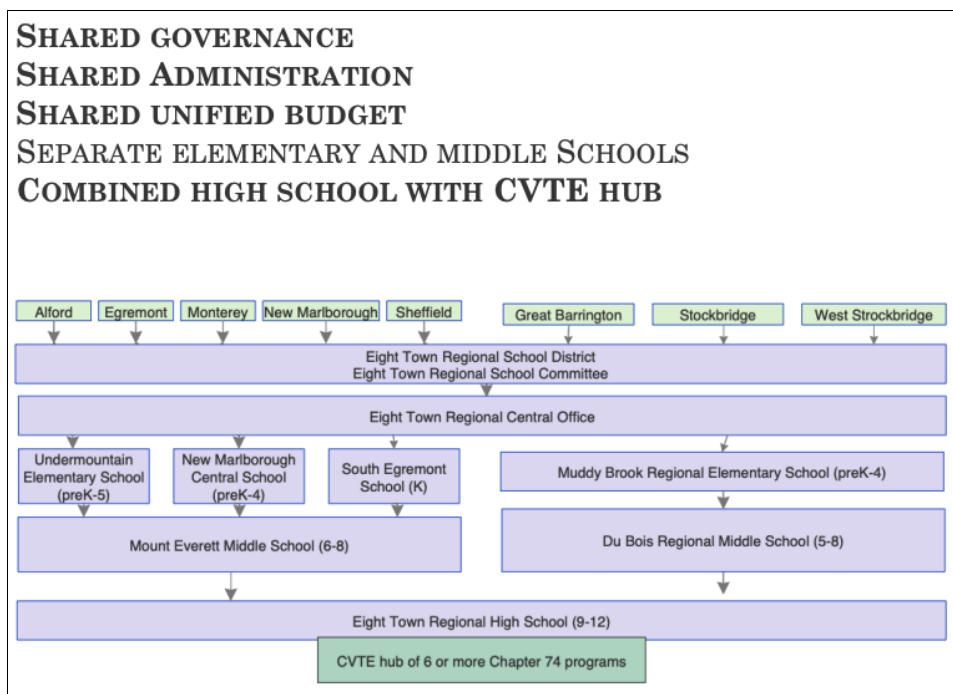 SHARED GOVERNANCE
SHARED ADMINISTRATION
SHARED UNIFIED BUDGET
SEPARATE ELEMENTARY AND MIDDLE SCHOOLS
COMBINED HIGH SCHOOL WITH CVTE HUB
Alford
Egremont
Monterey
New Marlborough
Sheffield
Great Barrington
Stockbridge
West Strockbridge
Eight Town Regional School District
Eight Town Regional School Committee
Eight Town Regional Central Office
Undermountain
Elementary School
(preK-5)
New Marlborough
Central School
(preK-4)
South Egremont
School (K)
Muddy Brook Regional Elementary School (preK-4)
Mount Everett Middle School (6-8)
Du Bois Regional Middle School (5-8)
Eight Town Regional High School (9-12)
CVTE hub of 6 or more Chapter 74 programs